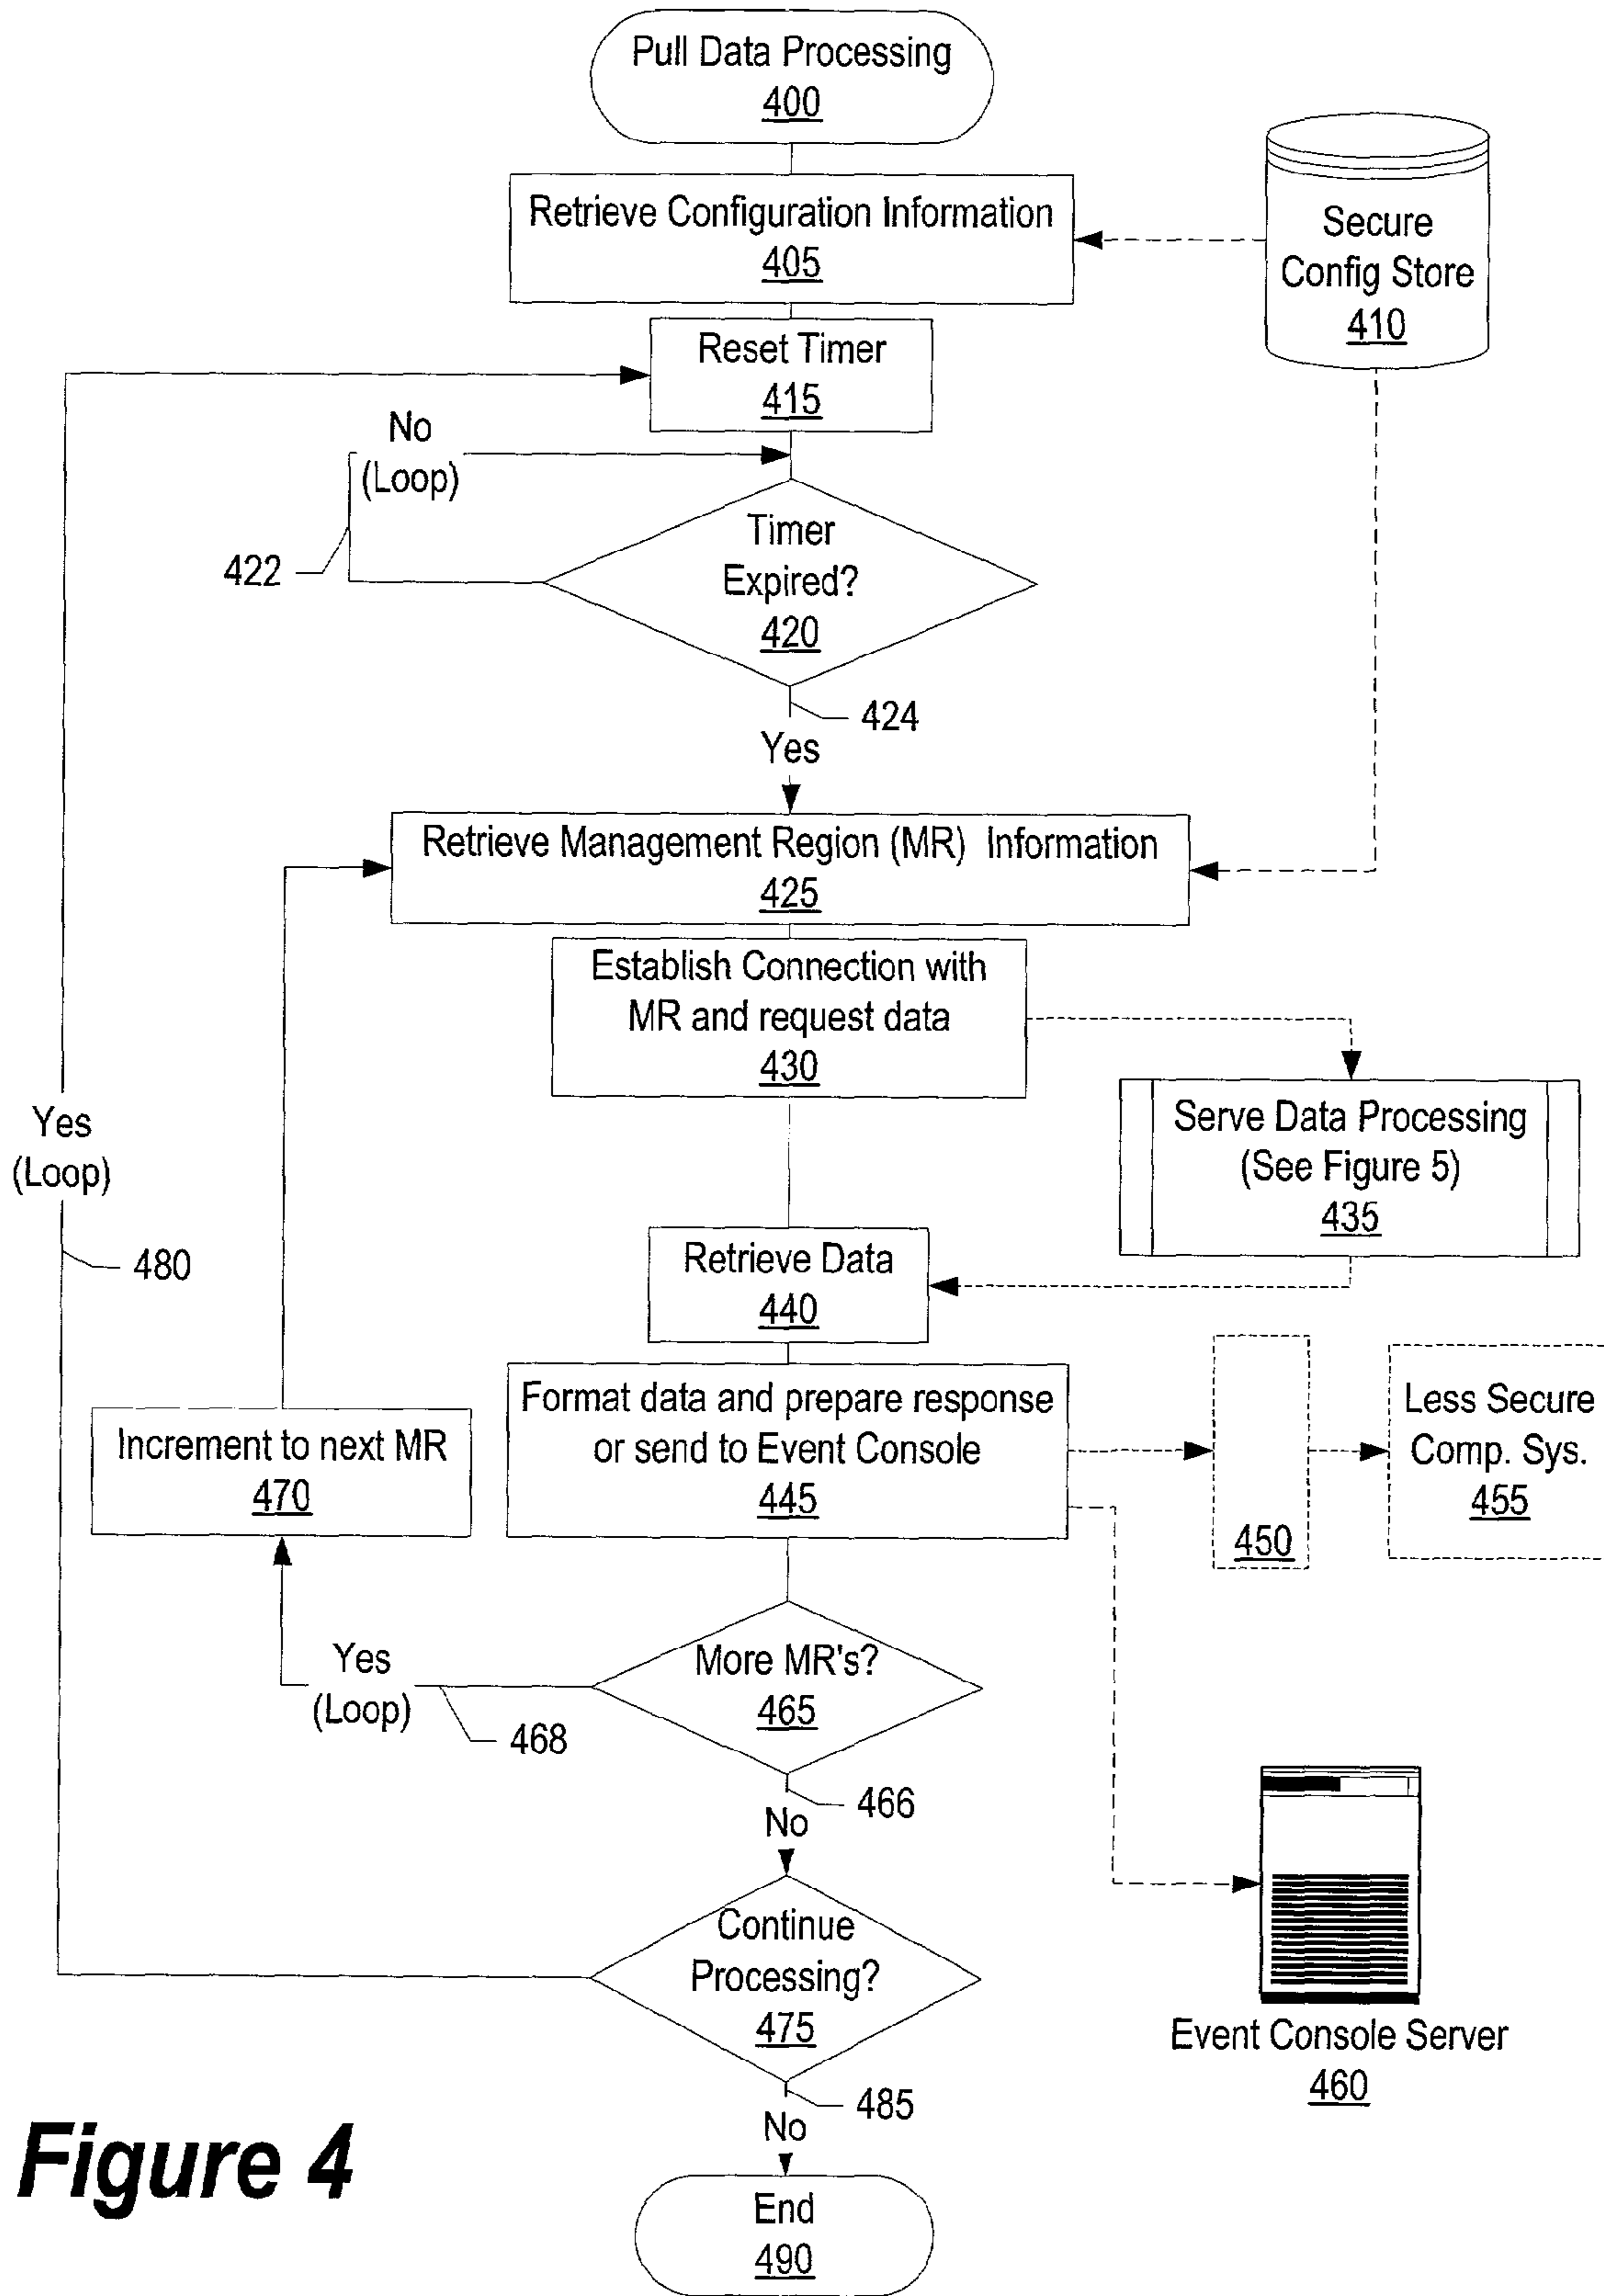 Pull Data Processing
400
Retrieve Configuration Information
405
Secure
Config Store
410
Reset Timer
415
No
(Loop)
422
Timer
Expired?
420
424
Yes
Retrieve Management Region (MR) Information
425
Establish Connection with
MR and request data
430
Serve Data Processing
(See Figure 5)
435
Yes
(Loop)
480
Retrieve Data
440
Format data and prepare response
or send to Event Console
445
450
Less Secure
Comp. Sys.
455
Increment to next MR
470
More MR's?
465
Yes
(Loop)
468
466
No
Continue
Processing?
475
Event Console Server
460
485
No
End
490
Figure 4